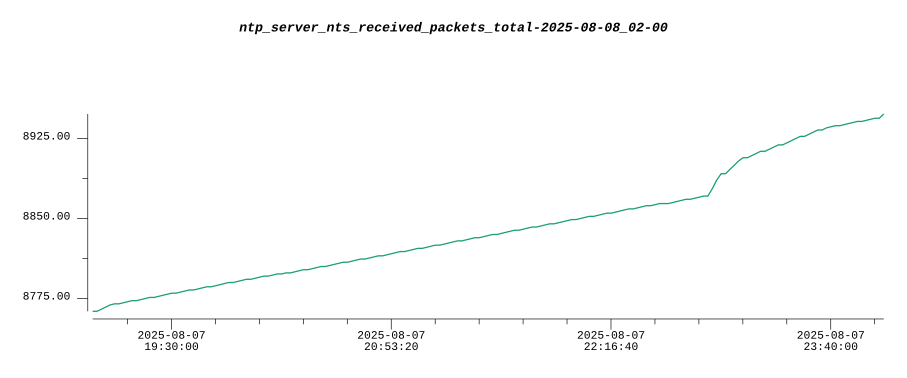 ntp_server_nts_received_packets_total-2025-08-08_02-00
8925.00
8850.00
8775.00
2025-08-07 2025-08-07 2025-08-07 2025-08-07
19:30:00 20:53:20 22:16:40 23:40:00